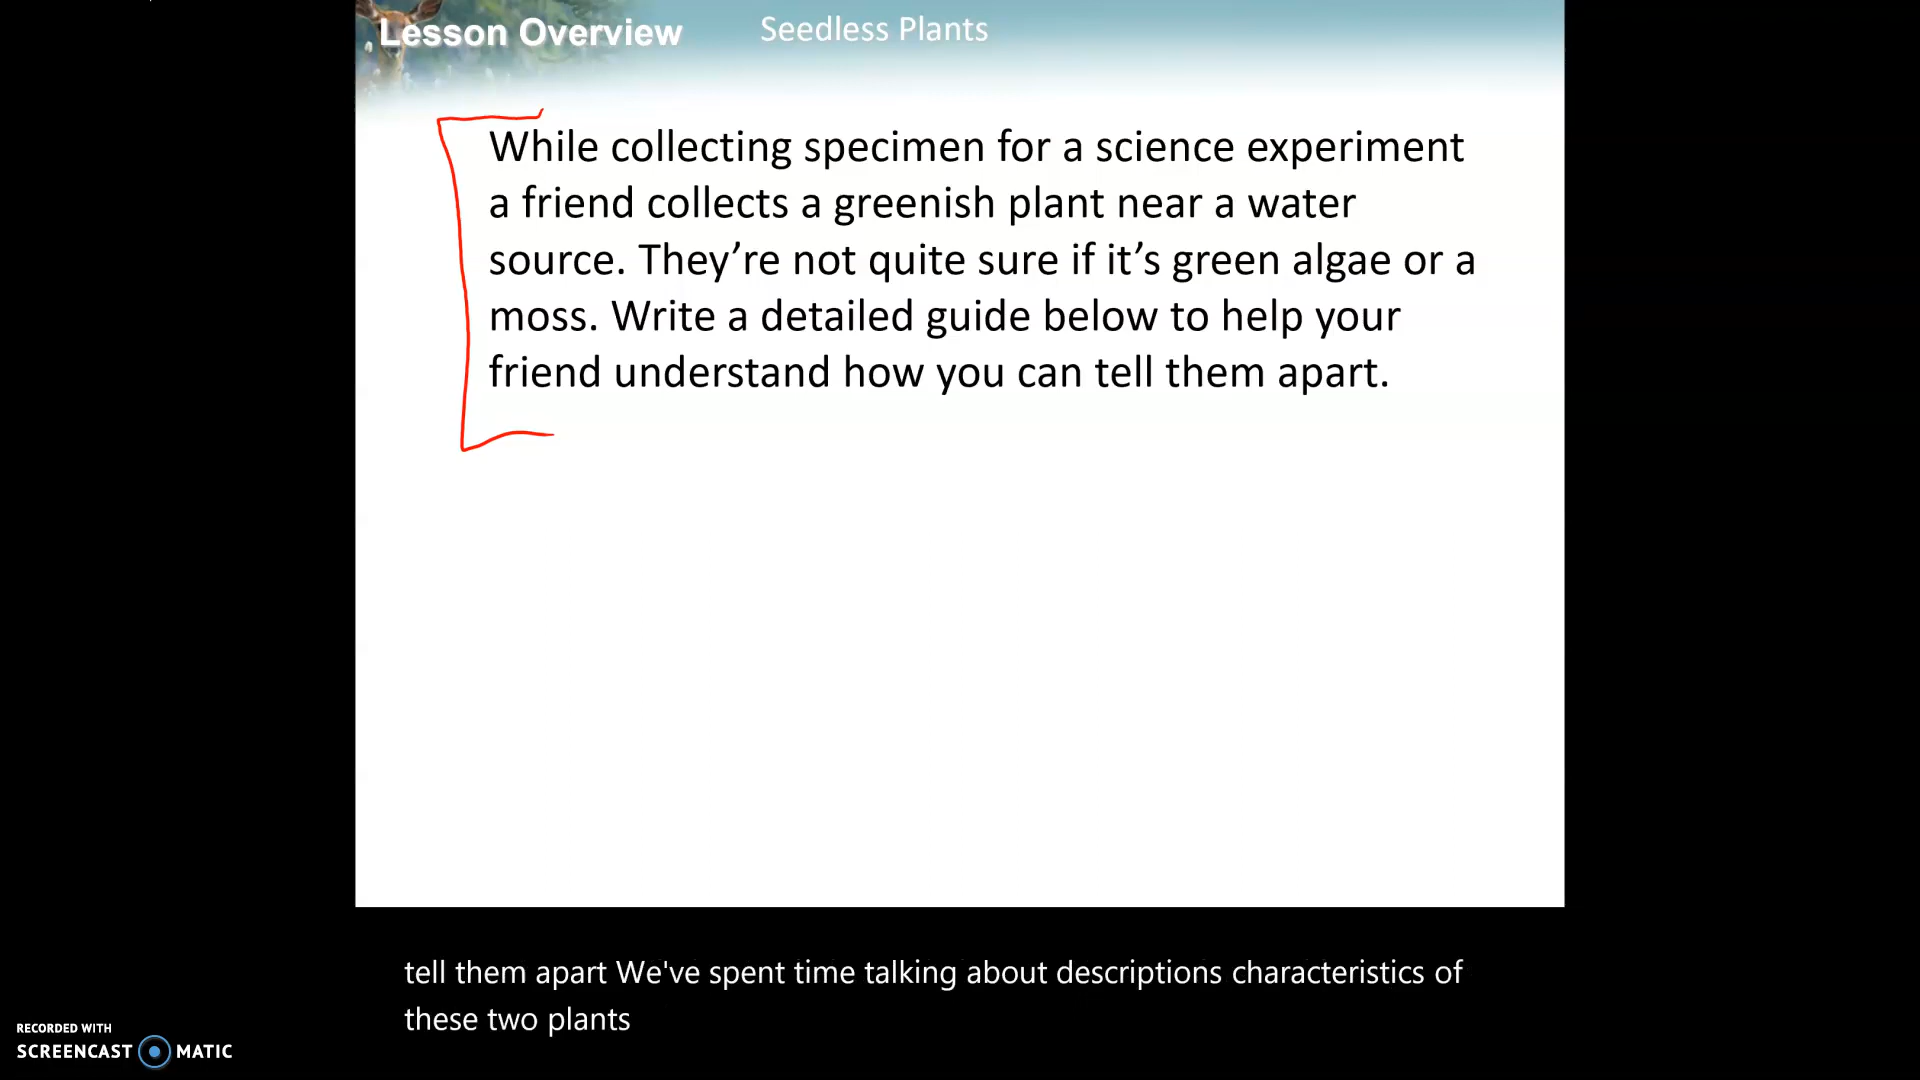 Lesson Overview Seedless Plants
While collecting specimen for a science experiment
a friend collects a greenish plant near a water
source. They’re not quite sure if it’s green algae or a
moss. Write a detailed guide below to help your
friend understand how you can tell them apart.
tell them apart We've spent time talking about descriptions characteristics of
these two plants
RECORDED WITH
SCREENCAST MATIC